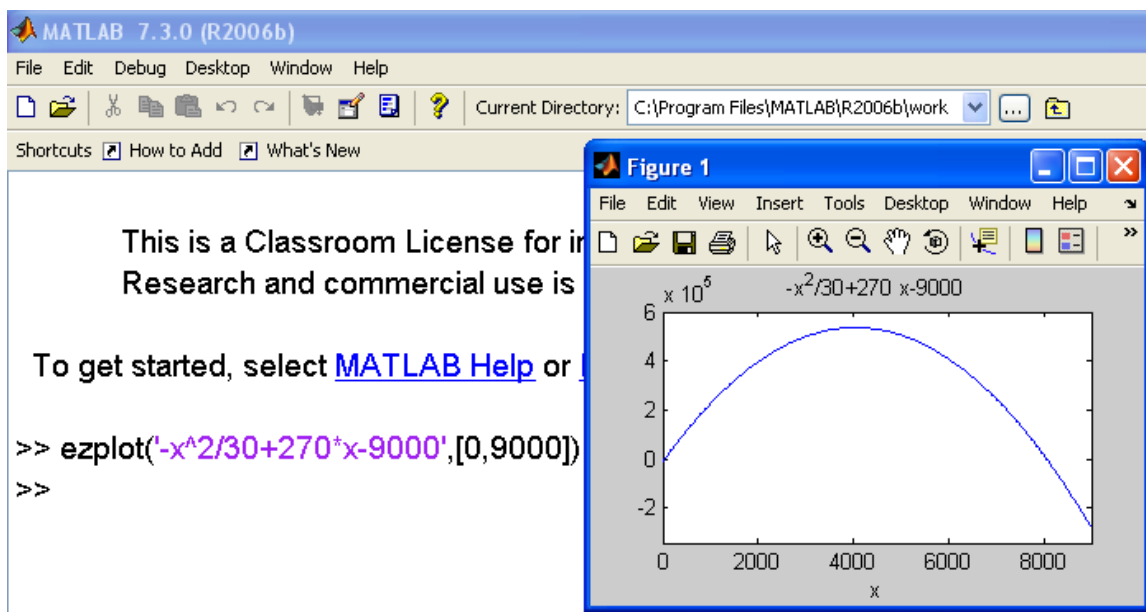 MATLAB 7.3.0 (R2006b)
File Edit Debug Desktop Window Help
Current Directory: C:\Program Files\MATLAB\R2006b\work
Shortcuts How to Add What's New
This is a Classroom License for
Research and commercial use is
To get started, select MATLAB Help or
>> ezplot('-x^2/30+270*x-9000',[0,9000])
>>
Figure 1
File Edit View Insert Tools Desktop Window Help
x 10^5
-x^2/30+270 x-9000
6
4
2
0
-2
0 2000 4000 6000 8000
x